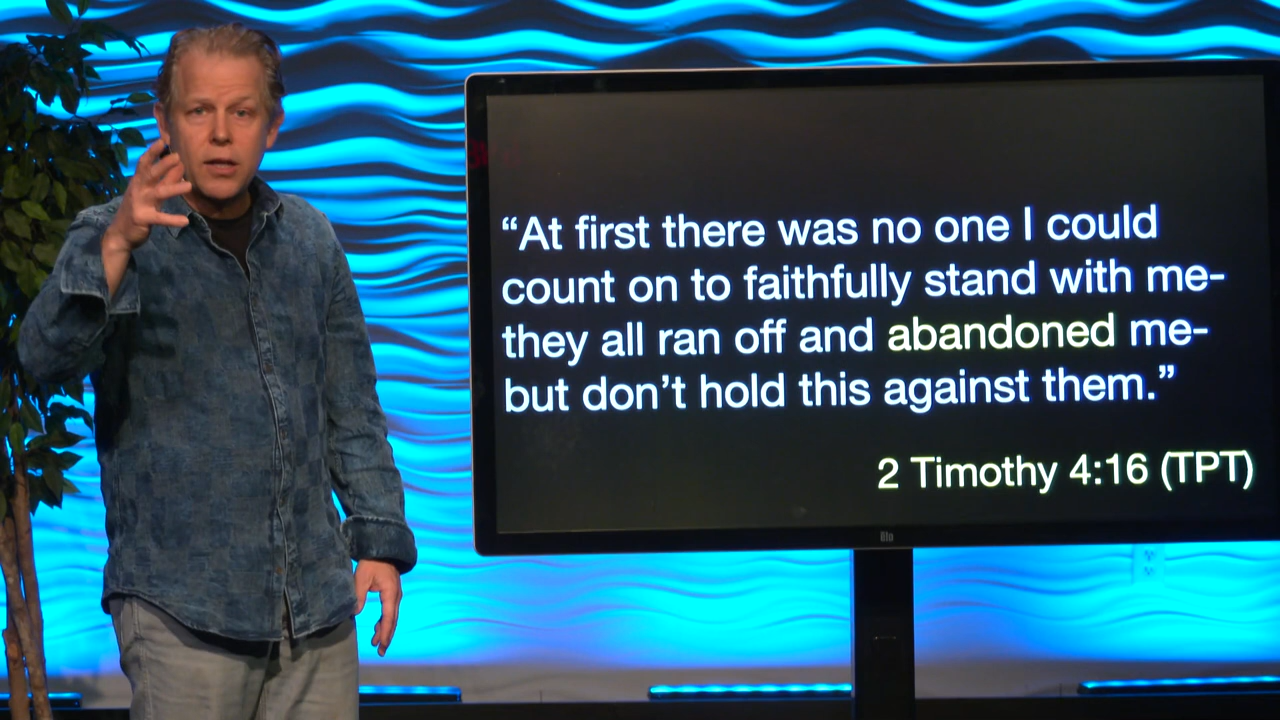 “At first there was no one I could
count on to faithfully stand with me-
they all ran off and abandoned me-
but don’t hold this against them.”
2 Timothy 4:16 (TPT)
elo